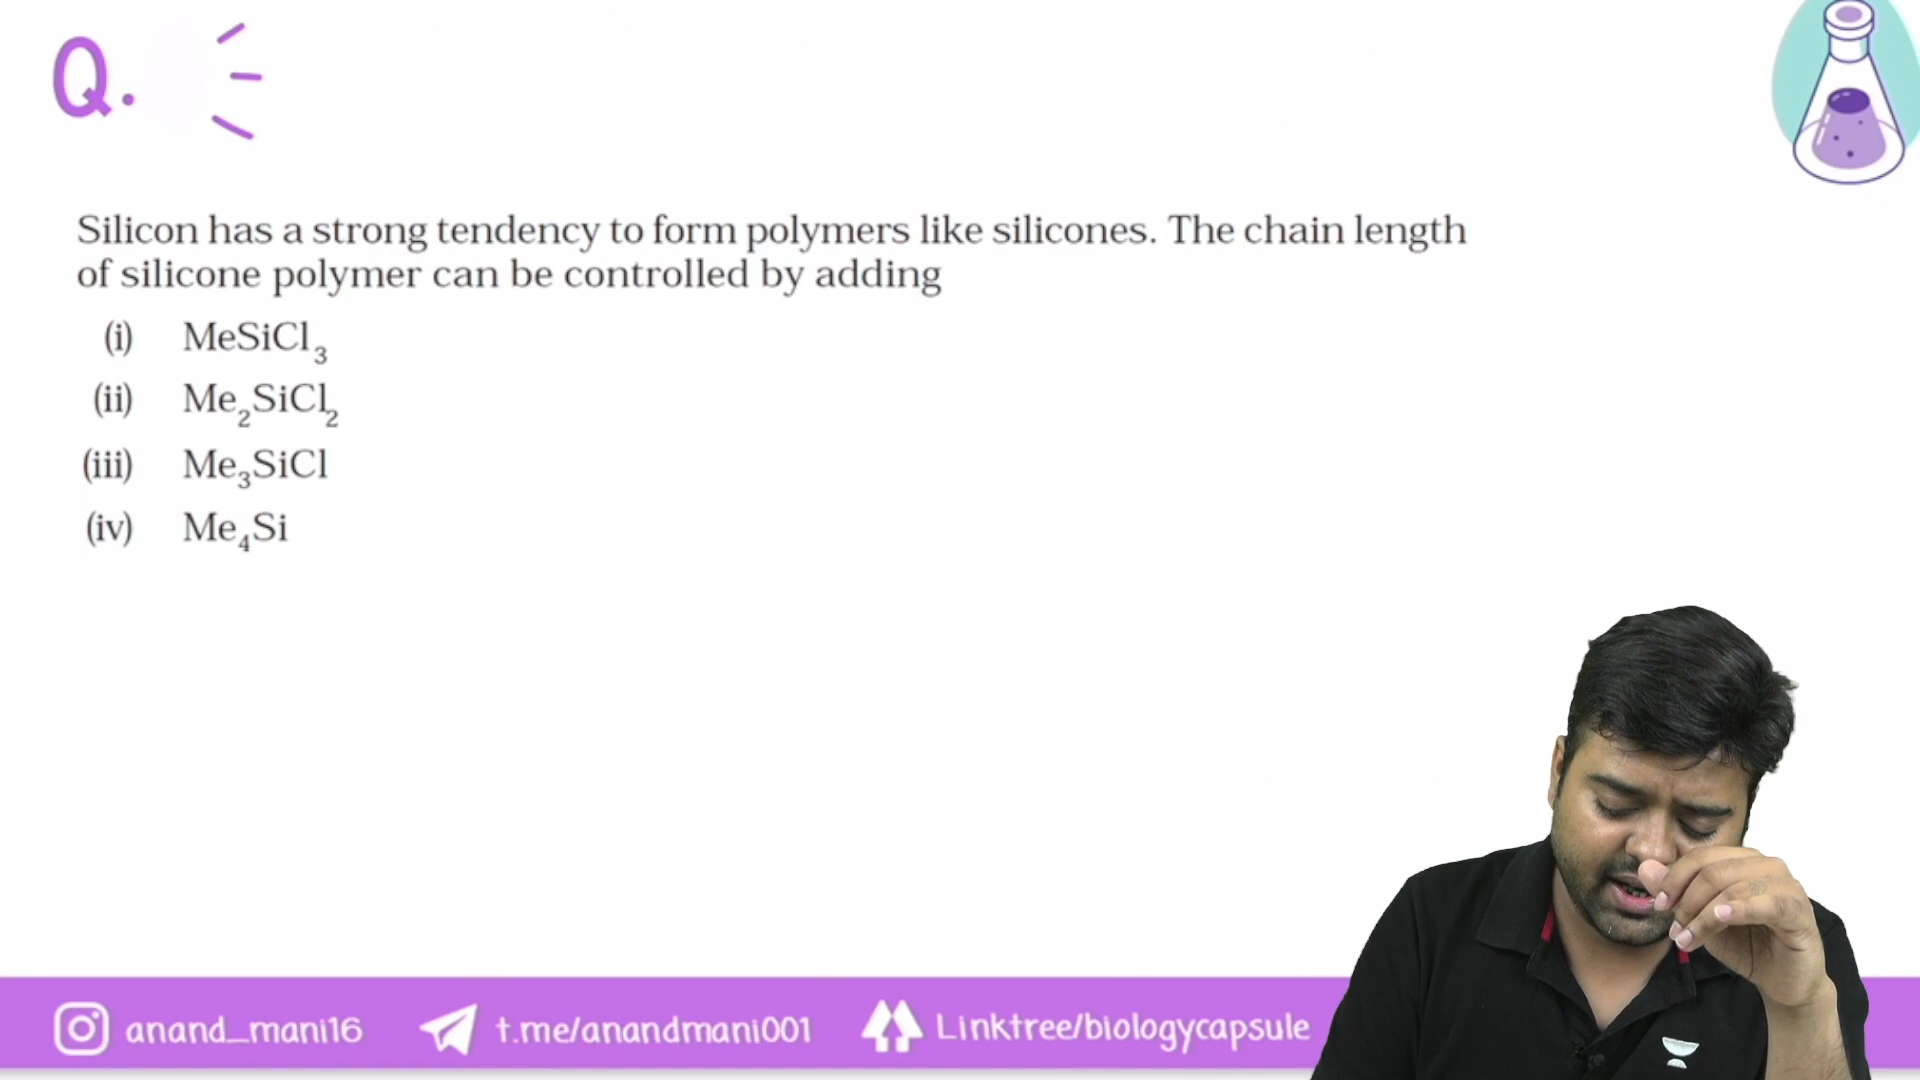 Q.
Silicon has a strong tendency to form polymers like silicones. The chain length
of silicone polymer can be controlled by adding
(i) MeSiCl₃
(ii) Me₂SiCl₂
(iii) Me₃SiCl
(iv) Me₄Si
anand_mani16 t.me/anandmani001 Linktree/biologycapsule